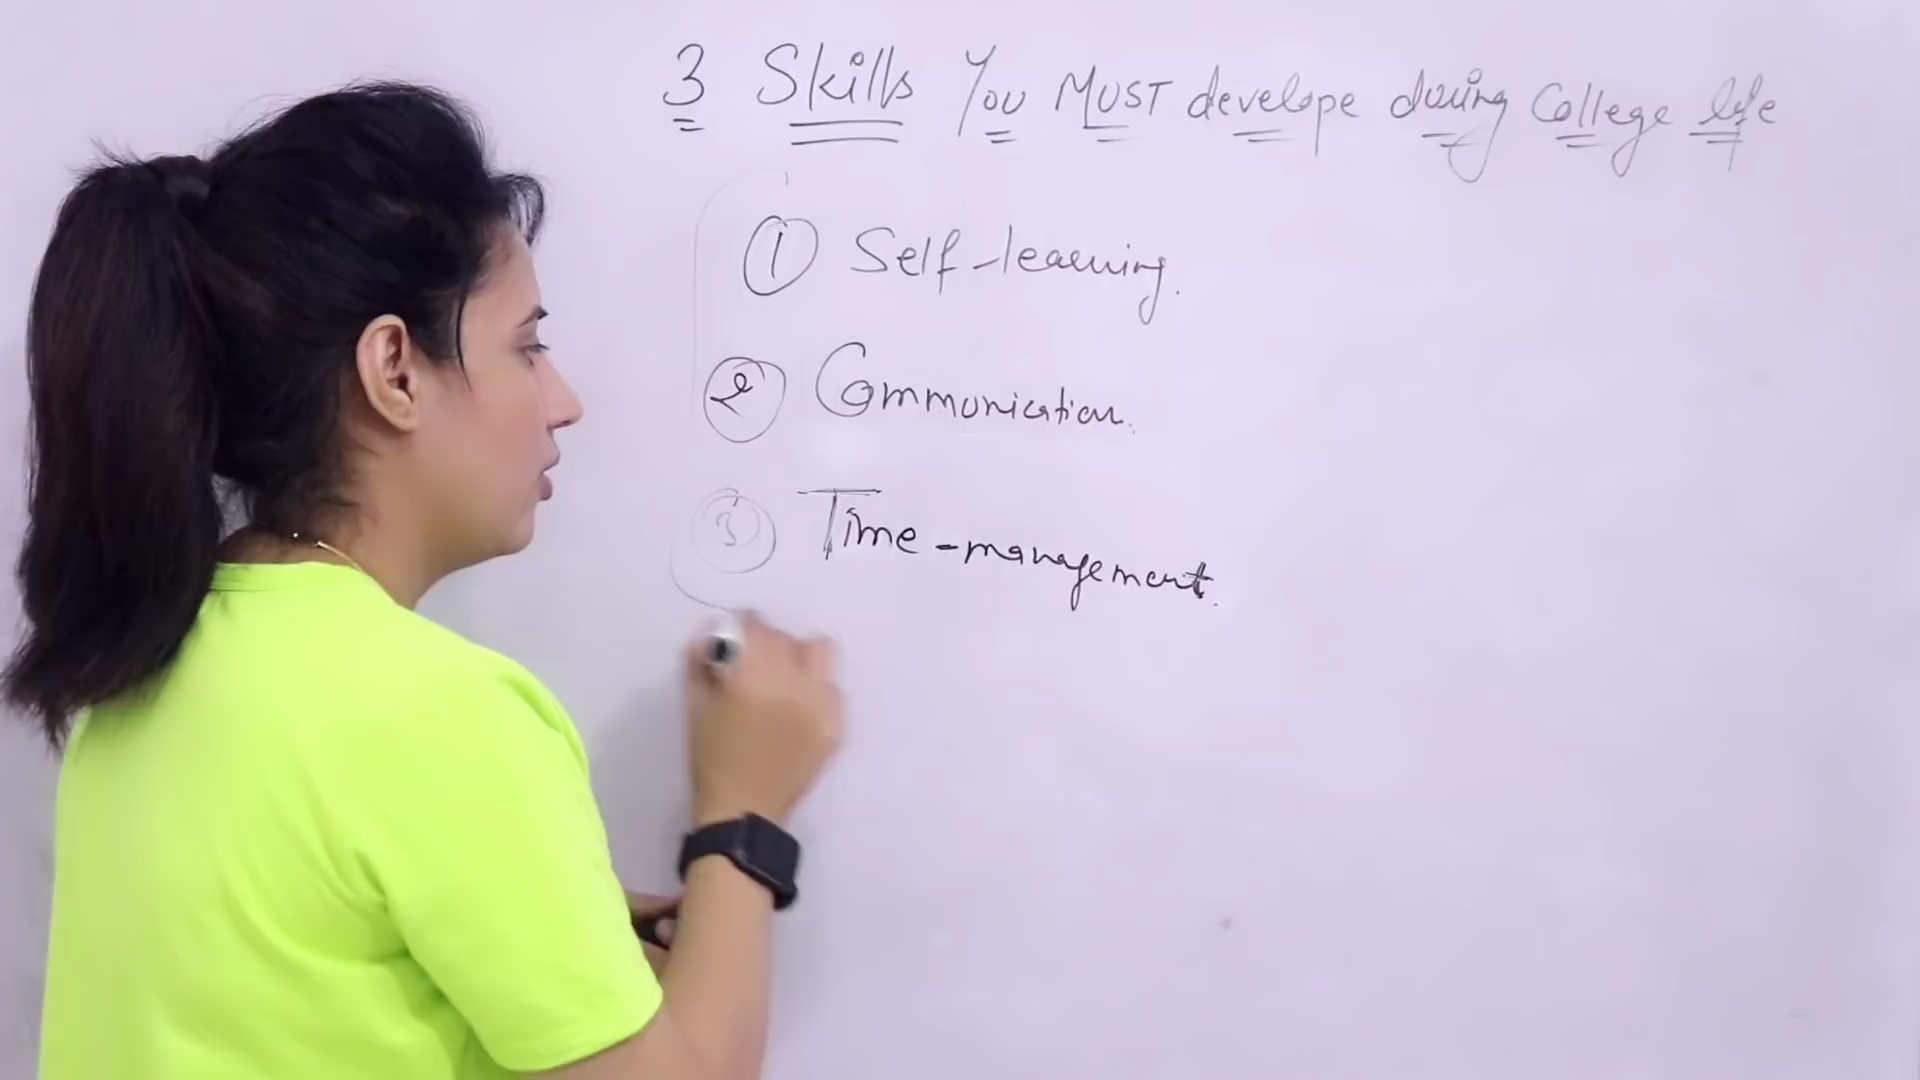 3 Skills You MUST develope during College life
① Self-learning.
② Communication.
③ Time-management.